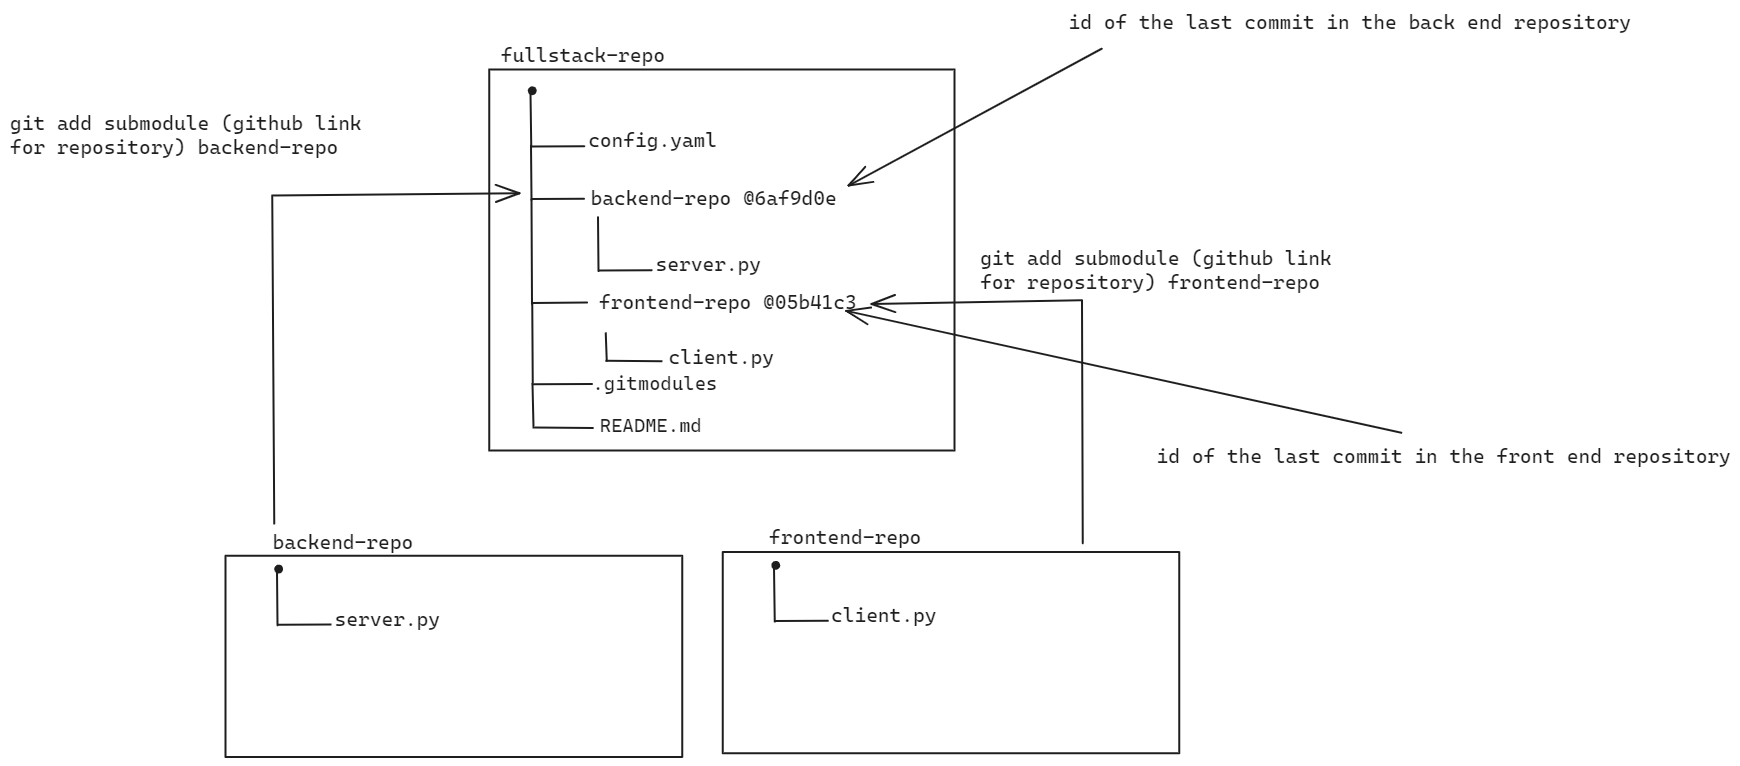 id of the last commit in the back end repository
fullstack-repo
git add submodule (github link
for repository) backend-repo
config.yaml
backend-repo @6af9d0e
server.py
git add submodule (github link
for repository) frontend-repo
frontend-repo @05b41c3
client.py
.gitmodules
README.md
id of the last commit in the front end repository
backend-repo
server.py
frontend-repo
client.py